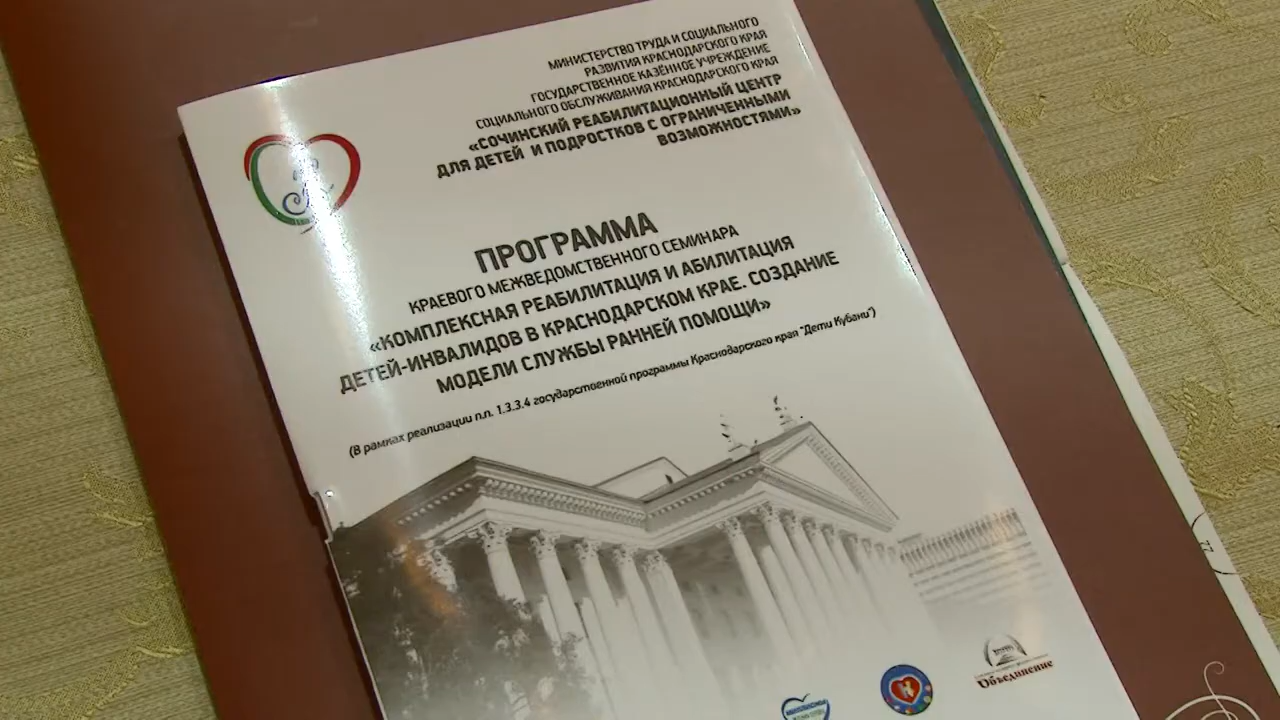 МИНИСТЕРСТВО ТРУДА И СОЦИАЛЬНОГО
РАЗВИТИЯ КРАСНОДАРСКОГО КРАЯ
ГОСУДАРСТВЕННОЕ КАЗЁННОЕ УЧРЕЖДЕНИЕ
СОЦИАЛЬНОГО ОБСЛУЖИВАНИЯ КРАСНОДАРСКОГО КРАЯ
«СОЧИНСКИЙ РЕАБИЛИТАЦИОННЫЙ ЦЕНТР
ДЛЯ ДЕТЕЙ И ПОДРОСТКОВ С ОГРАНИЧЕННЫМИ
ВОЗМОЖНОСТЯМИ»
ПРОГРАММА
КРАЕВОГО МЕЖВЕДОМСТВЕННОГО СЕМИНАРА
«КОМПЛЕКСНАЯ РЕАБИЛИТАЦИЯ И АБИЛИТАЦИЯ
ДЕТЕЙ-ИНВАЛИДОВ В КРАСНОДАРСКОМ КРАЕ. СОЗДАНИЕ
МОДЕЛИ СЛУЖБЫ РАННЕЙ ПОМОЩИ»
(В рамках реализации п.п. 1.3.3.4 государственной программы Краснодарского края "Дети Кубани")
Объединение
77